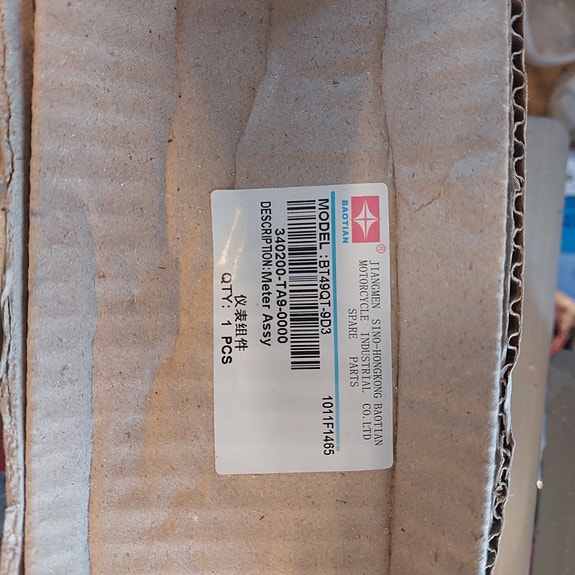 BAOTIAN
®
JIANGMEN SINO-HONGKONG BAOTIAN
MOTORCYCLE INDUSTRIAL CO.LTD
SPARE PARTS
MODEL :BT49QT-9D3
1011F1465
340200-TA9-0000
DESCRIPTION:Meter Assy
仪表组件
QTY: 1 PCS